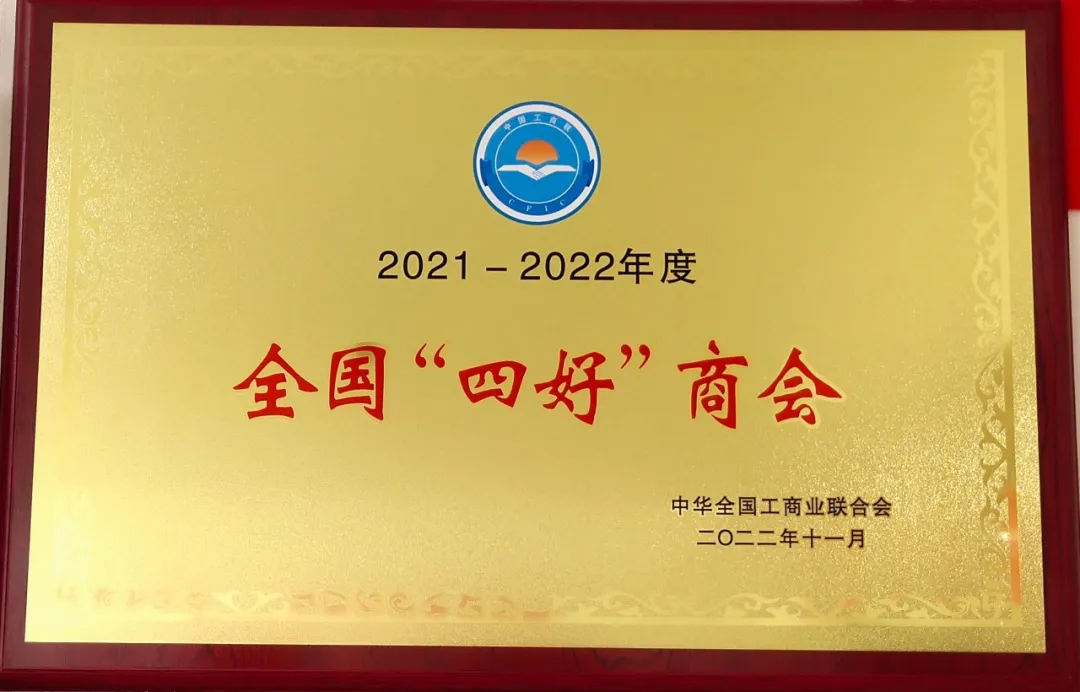 中国工商联
CFIC
2021－2022年度
全国“四好”商会
中华全国工商业联合会
二〇二二年十一月